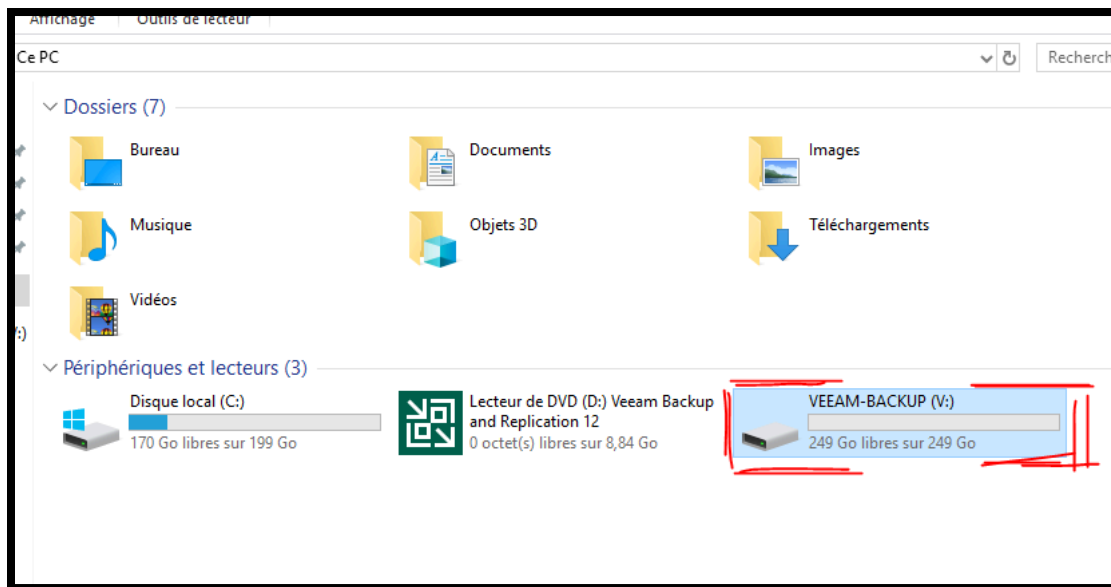 Affichage Outils de lecteur
Ce PC
Recherch
Dossiers (7)
Bureau
Documents
Images
Musique
Objets 3D
Téléchargements
Vidéos
:)
Périphériques et lecteurs (3)
Disque local (C:)
170 Go libres sur 199 Go
Lecteur de DVD (D:) Veeam Backup
and Replication 12
0 octet(s) libres sur 8,84 Go
VEEAM-BACKUP (V:)
249 Go libres sur 249 Go